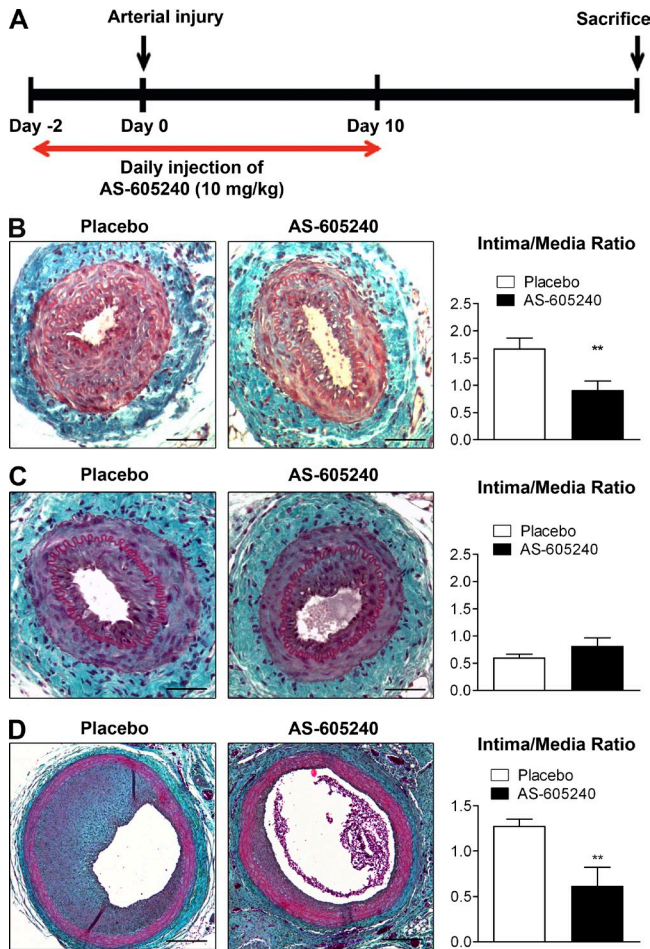 A
Arterial injury
Sacrifice
Day -2
Day 0
Day 10
Daily injection of
AS-605240 (10 mg/kg)
B
Placebo
AS-605240
Intima/Media Ratio
Placebo
AS-605240
2.5
2.0
1.5
1.0
0.5
0.0
**
C
Placebo
AS-605240
Intima/Media Ratio
Placebo
AS-605240
2.5
2.0
1.5
1.0
0.5
0.0
D
Placebo
AS-605240
Intima/Media Ratio
Placebo
AS-605240
1.5
1.0
0.5
0.0
**